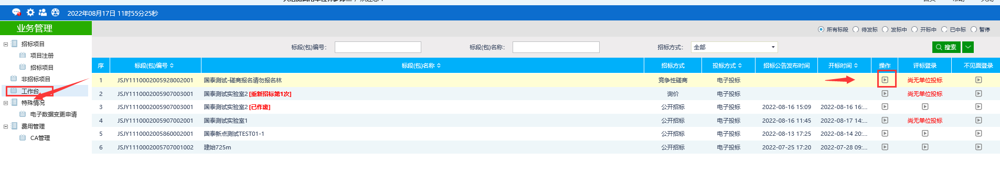 2022年08月17日 11时55分25秒
业务管理
招标项目
项目注册
招标项目
非招标项目
工作台
特殊情况
电子数据变更申请
费用管理
CA管理
所有标段 待发标 发标中 开标中 已中标 暂停
标段(包)编号： 标段(包)名称： 招标方式： 全部 搜索
序 标段(包)编号 标段(包)名称 招标方式 投标方式 招标公告发布时间 开标时间 操作 评标登录 不见面登录
1 JSJY1110002005928002001 国泰测试-磋商报名请勿报名林 竞争性磋商 电子投标 尚无单位投标
2 JSJY1110002005907003001 国泰测试实验室2 [重新招标第1次] 询价 电子投标 尚无单位投标
3 JSJY1110002005907003001 国泰测试实验室2 [已作废] 公开招标 电子投标 2022-08-16 15:09 2022-08-16 16:...
4 JSJY1110002005907002001 国泰测试实验室1 公开招标 电子投标 2022-08-16 11:45 2022-08-17 14:... 尚无单位投标
5 JSJY1110002005860002001 国泰新点测试TEST01-1 公开招标 电子投标 2022-08-13 17:25 2022-08-14 20:...
6 JSJY1110002005707001002 建始725m 公开招标 电子投标 2022-07-25 17:20 2022-07-28 09:...